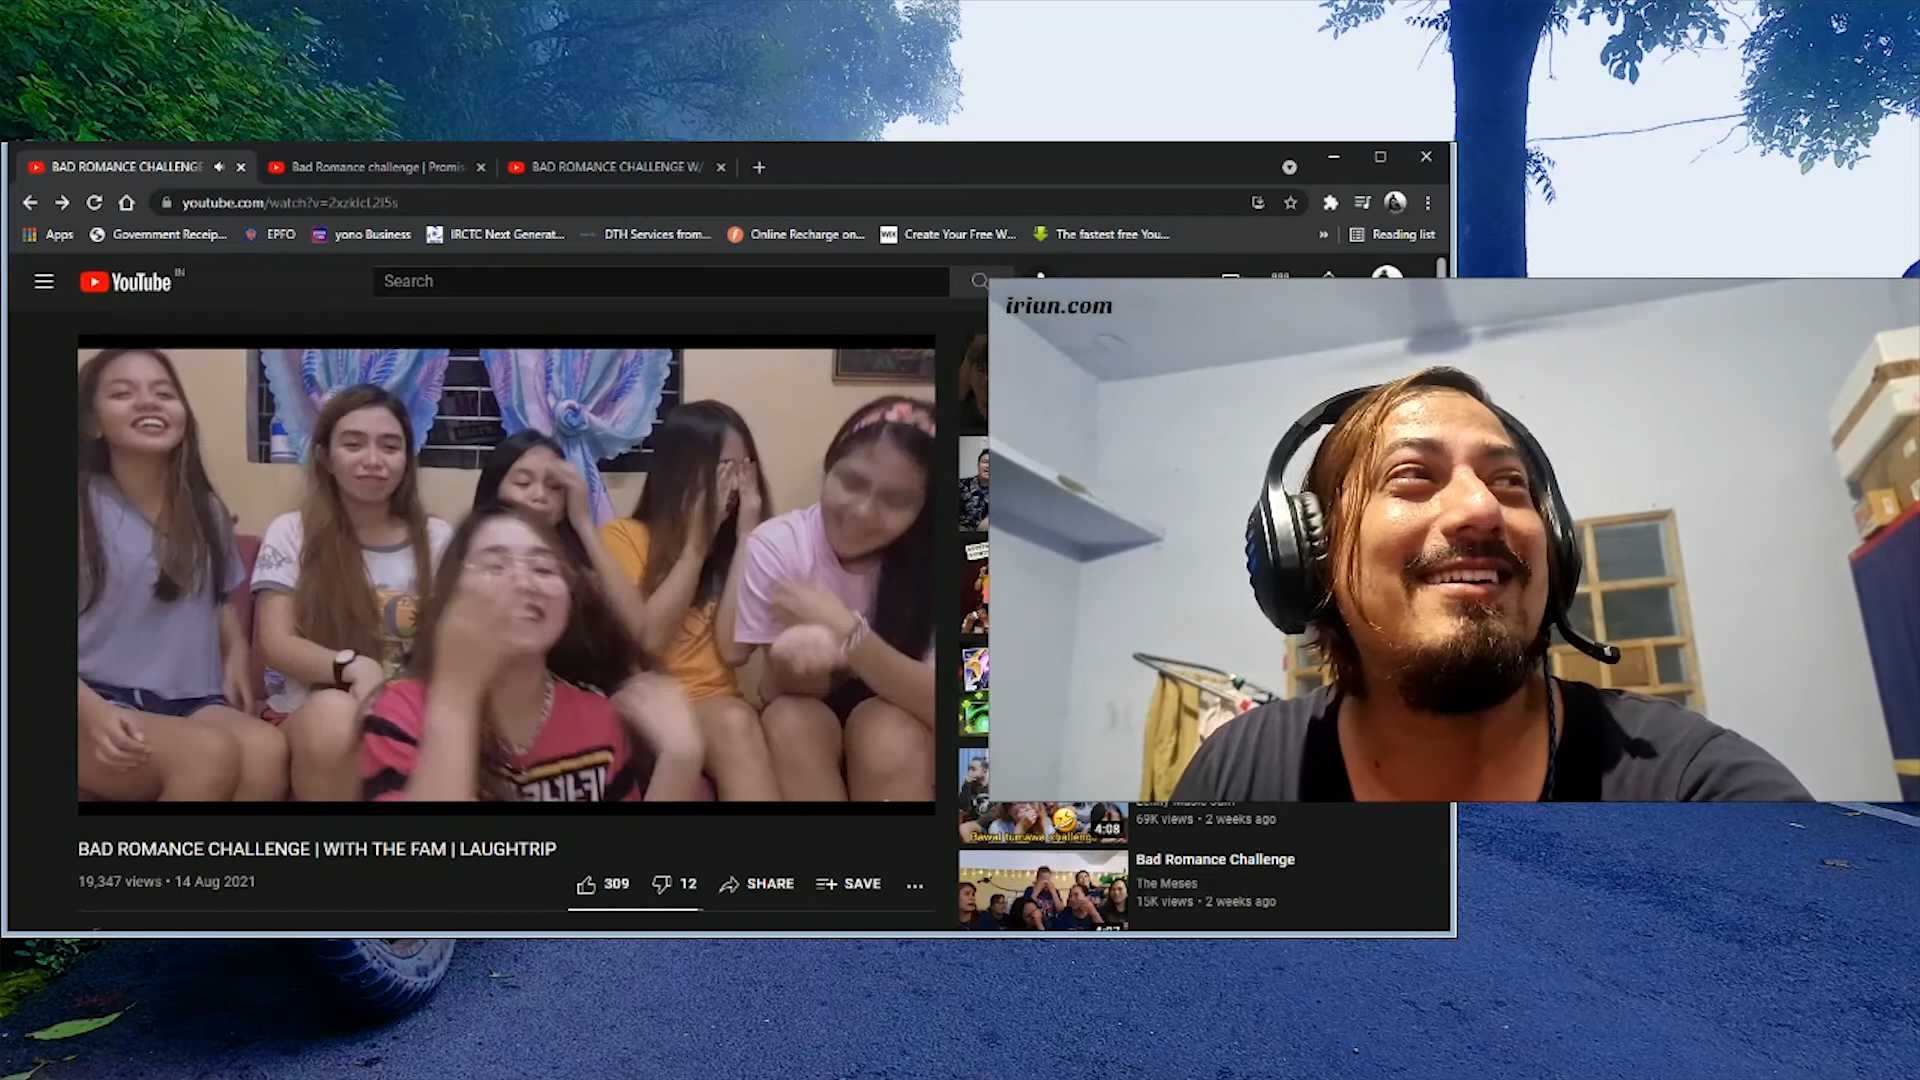 BAD ROMANCE CHALLENGE
Bad Romance challenge | Promis
BAD ROMANCE CHALLENGE W/
youtube.com/watch?v=2xzklcL2I5s
Apps
Government Receip...
EPFO
yono Business
IRCTC Next Generat...
DTH Services from...
Online Recharge on...
WIX
Create Your Free W...
The fastest free You...
»
Reading list
YouTube IN
Search
iriun.com
BAD ROMANCE CHALLENGE | WITH THE FAM | LAUGHTRIP
19,347 views • 14 Aug 2021
309
12
SHARE
SAVE
4:08
69K views • 2 weeks ago
Bad Romance Challenge
The Meses
15K views • 2 weeks ago